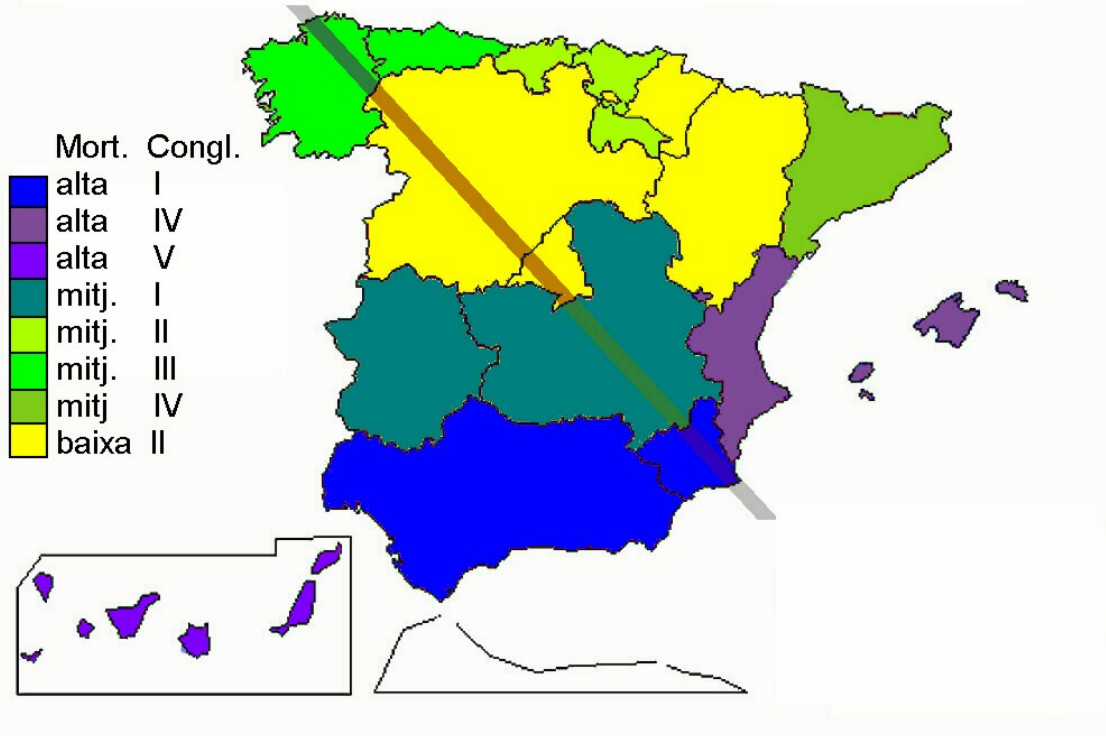 Mort. Congl.
alta I
alta IV
alta V
mitj. I
mitj. II
mitj. III
mitj IV
baixa II